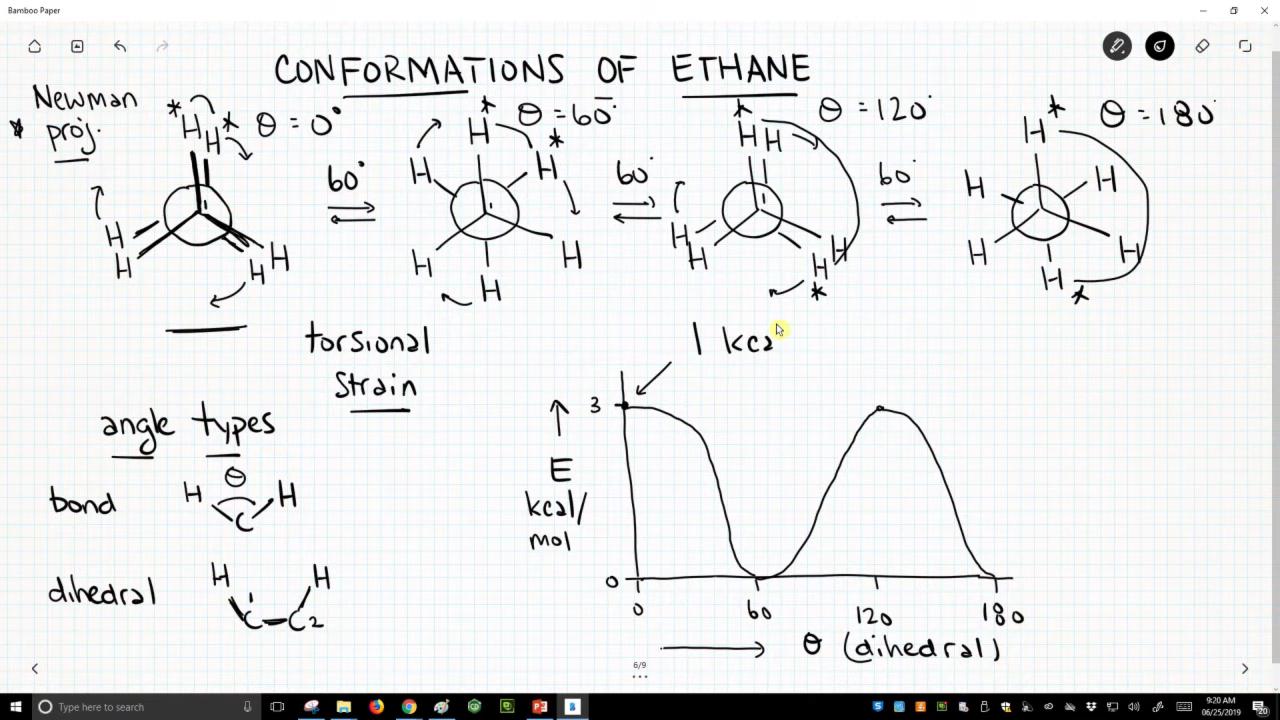 Bamboo Paper
CONFORMATIONS OF ETHANE
Newman
proj.
* H H * θ = 0°
H H H H
60°
θ = 60°
* H H *
H H H H
60°
θ = 120°
* H H
H H H H *
60°
θ = 180°
H *
H H
H H
H *
torsional
strain
1 kca
angle types
bond
θ
H H
C
dihedral
H H
C1 C2
3
E
kcal/
mol
0
0 60 120 180
θ (dihedral)
6/9
Type here to search
9:20 AM
06/25/2019
20